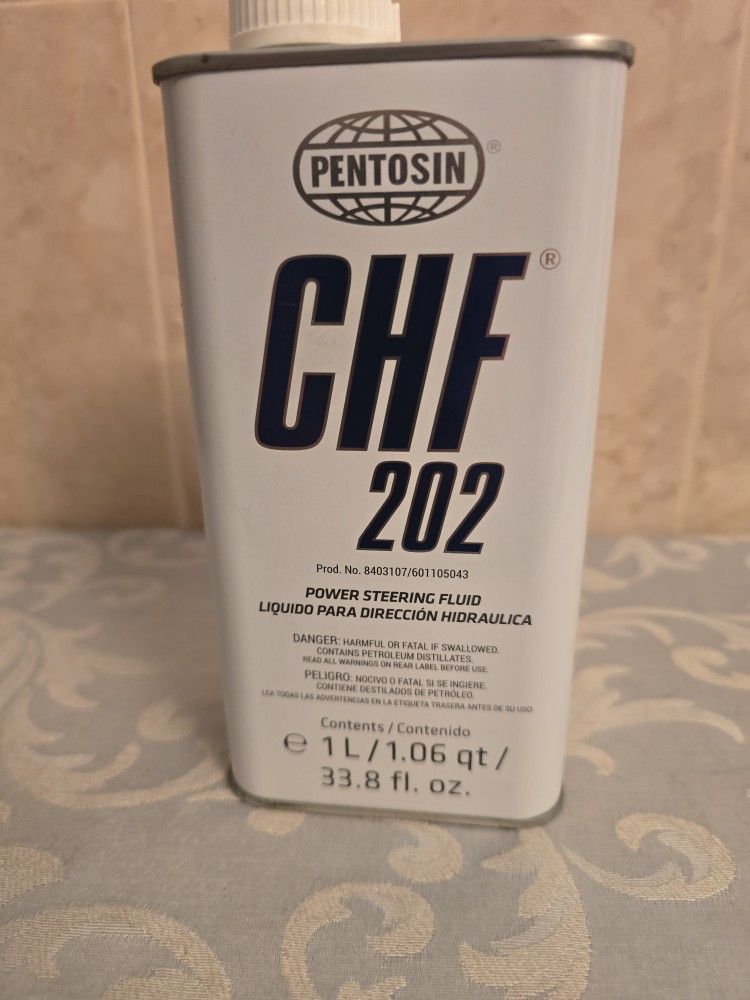 PENTOSIN®
CHF®
202
Prod. No. 8403107/601105043
POWER STEERING FLUID
LIQUIDO PARA DIRECCIÓN HIDRAULICA
DANGER: HARMFUL OR FATAL IF SWALLOWED.
CONTAINS PETROLEUM DISTILLATES.
READ ALL WARNINGS ON REAR LABEL BEFORE USE.
PELIGRO: NOCIVO O FATAL SI SE INGIERE.
CONTIENE DESTILADOS DE PETRÓLEO.
LEA TODAS LAS ADVERTENCIAS EN LA ETIQUETA TRASERA ANTES DE SU USO.
Contents / Contenido
℮ 1 L / 1.06 qt /
33.8 fl. oz.